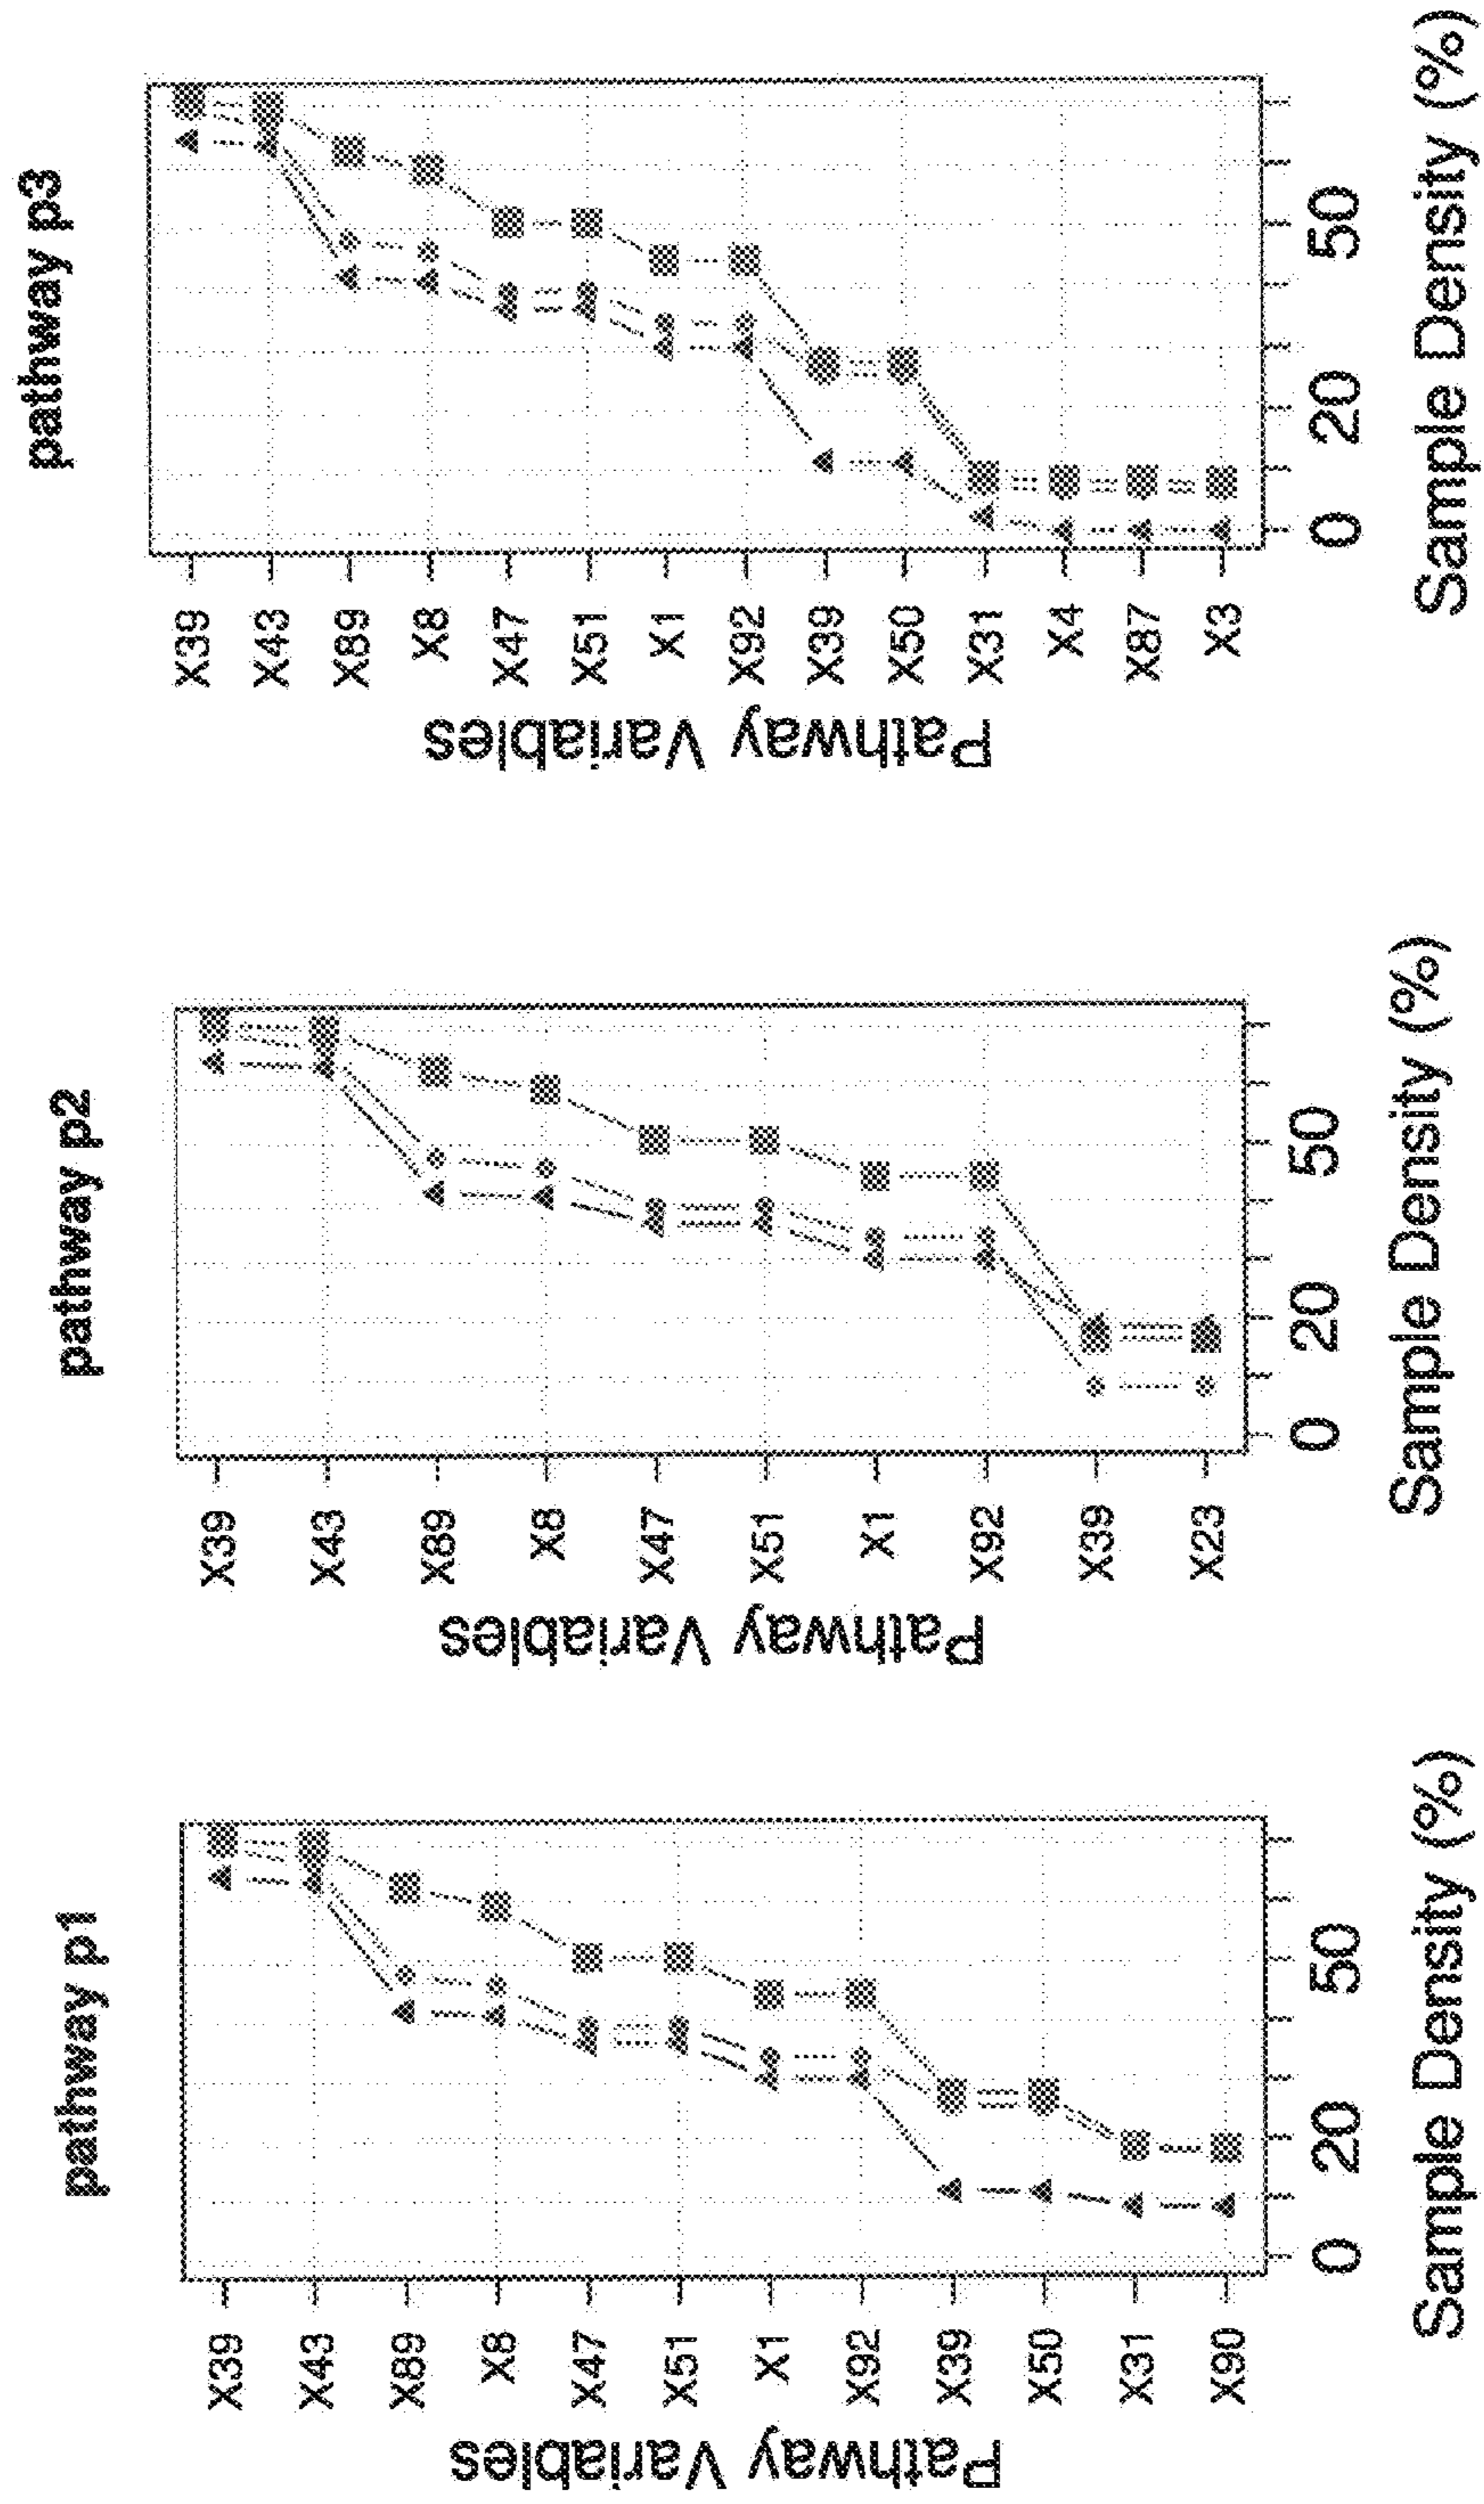 pathway p1
Pathway Variables
X39
X43
X89
X8
X47
X51
X1
X92
X39
X50
X31
X90
0 20 50
Sample Density (%)
pathway p2
Pathway Variables
X39
X43
X89
X8
X47
X51
X1
X92
X39
X23
0 20 50
Sample Density (%)
pathway p3
Pathway Variables
X39
X43
X89
X8
X47
X51
X1
X92
X39
X50
X31
X4
X87
X3
0 20 50
Sample Density (%)